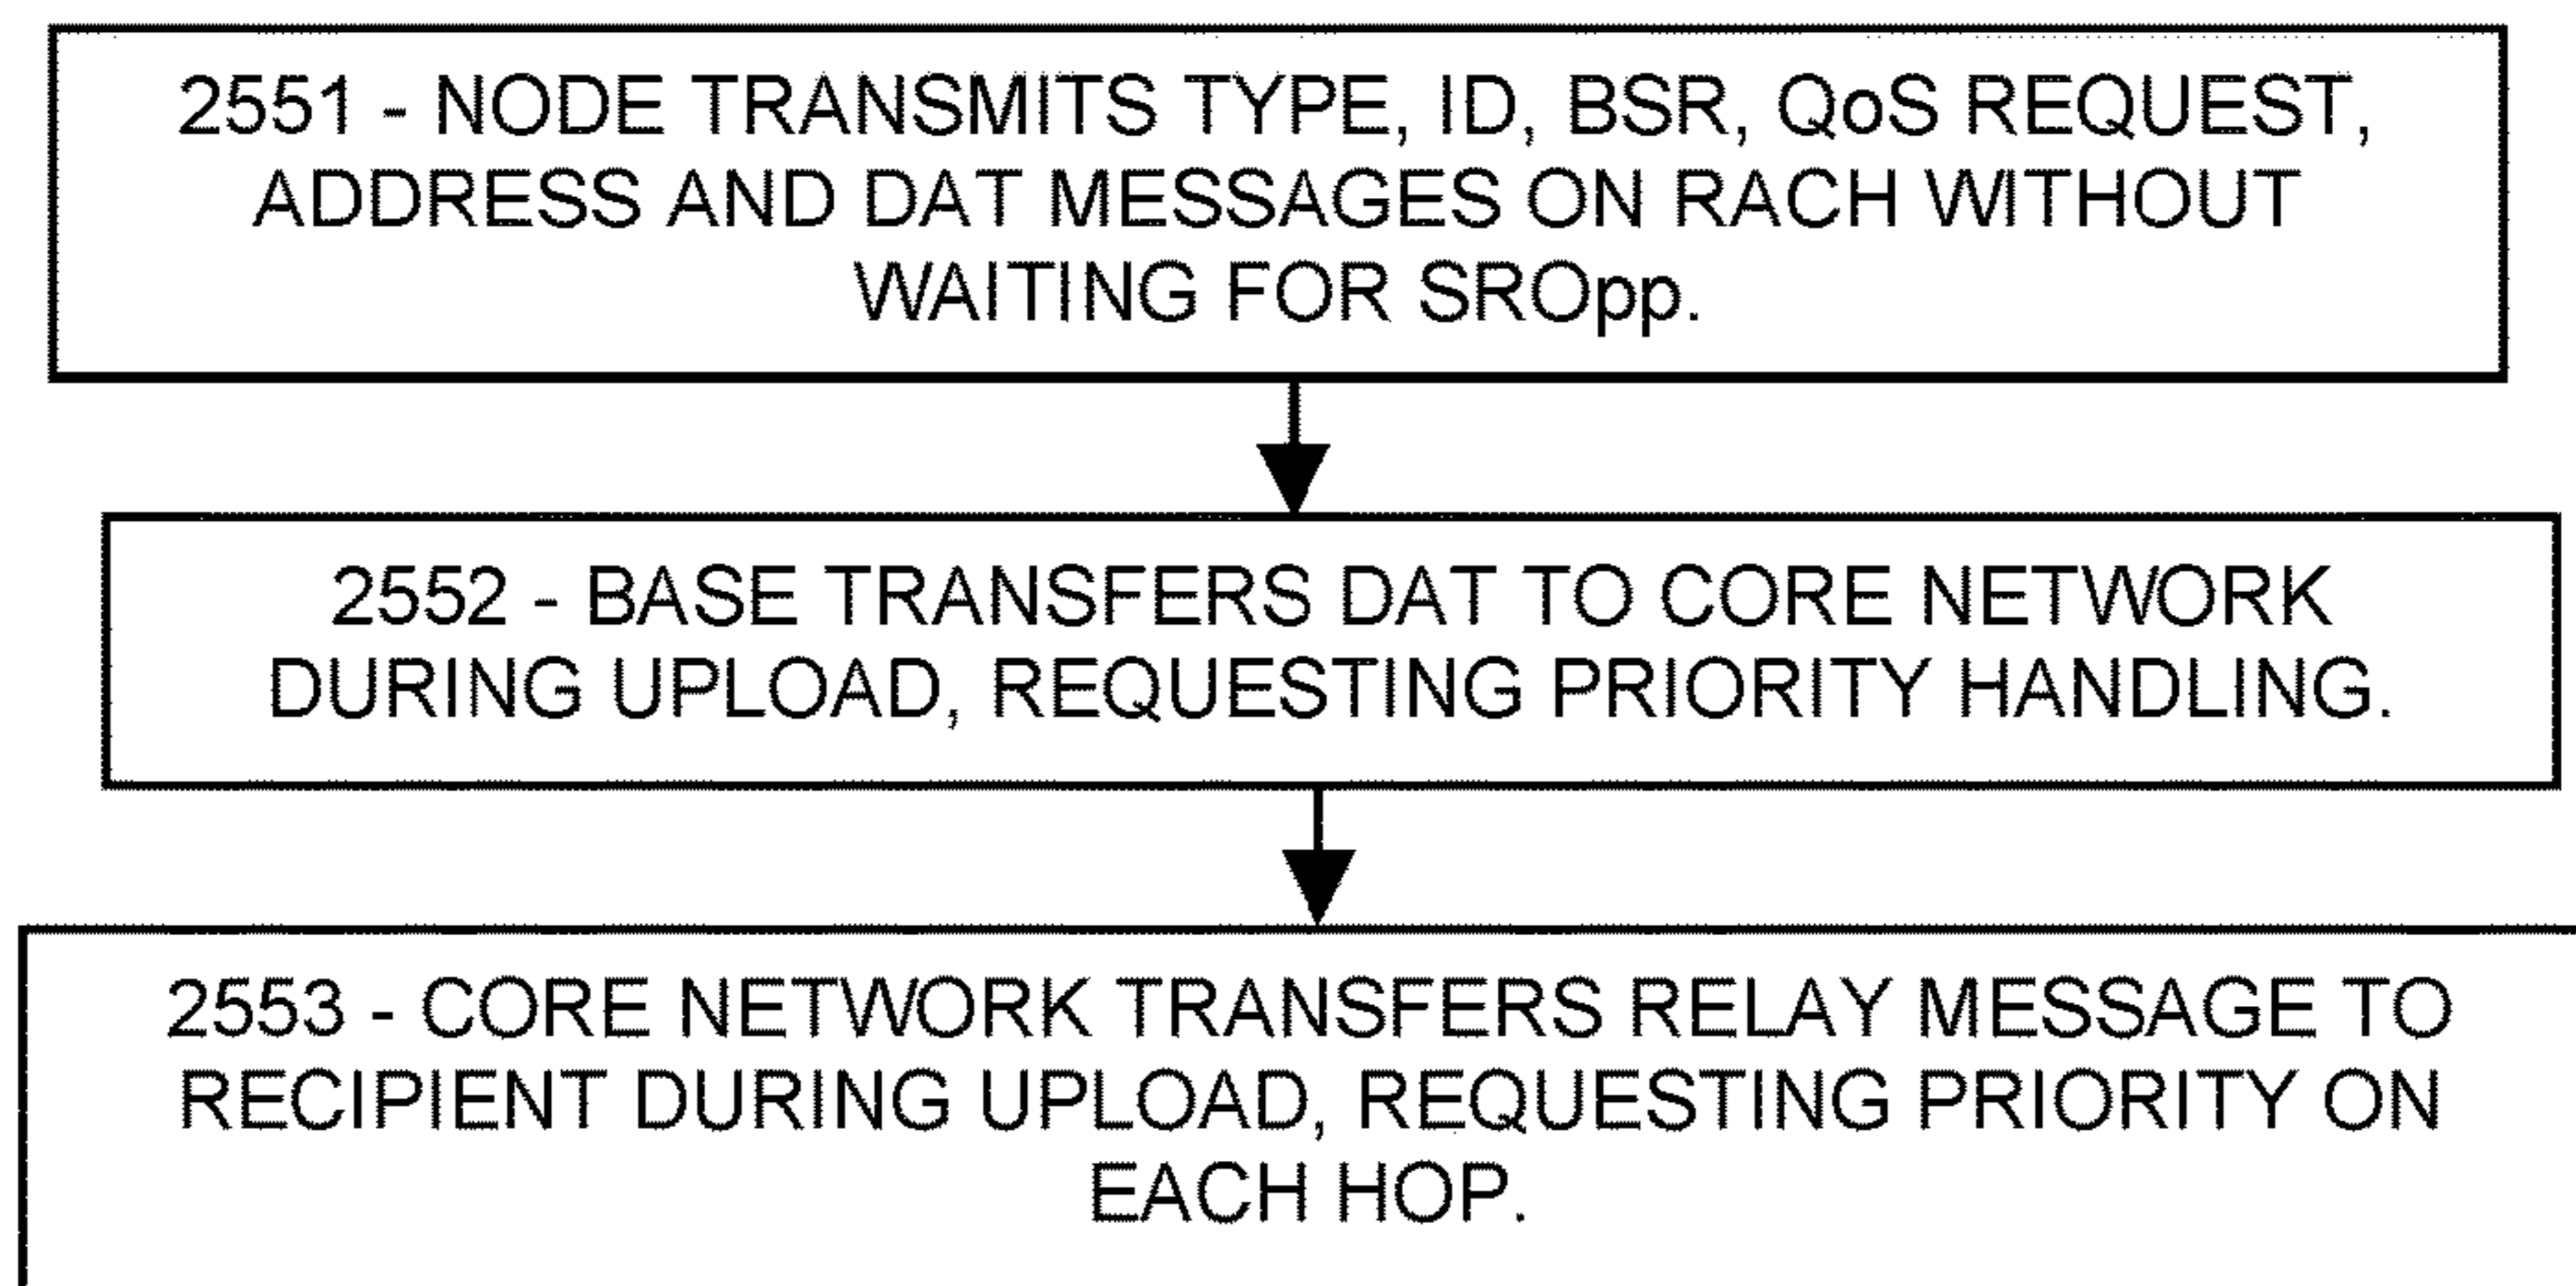 2551 - NODE TRANSMITS TYPE, ID, BSR, QoS REQUEST,
ADDRESS AND DAT MESSAGES ON RACH WITHOUT
WAITING FOR SROpp.
2552 - BASE TRANSFERS DAT TO CORE NETWORK
DURING UPLOAD, REQUESTING PRIORITY HANDLING.
2553 - CORE NETWORK TRANSFERS RELAY MESSAGE TO
RECIPIENT DURING UPLOAD, REQUESTING PRIORITY ON
EACH HOP.